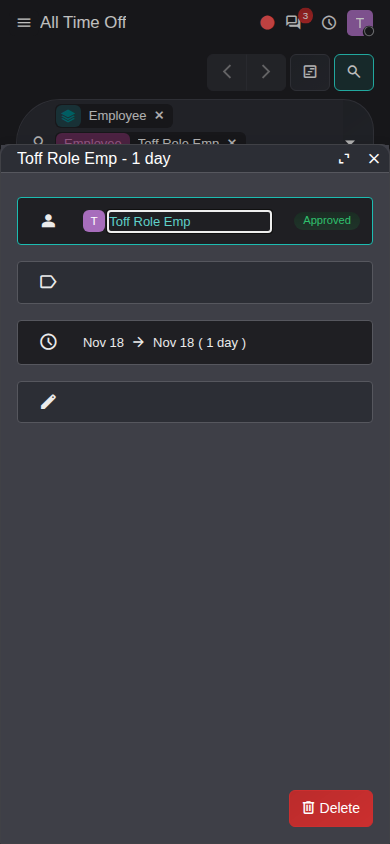 All Time Off
3
T
Employee ×
Employee Toff Role Emp ×
Toff Role Emp - 1 day
T Toff Role Emp Approved
Nov 18 → Nov 18 ( 1 day )
Delete